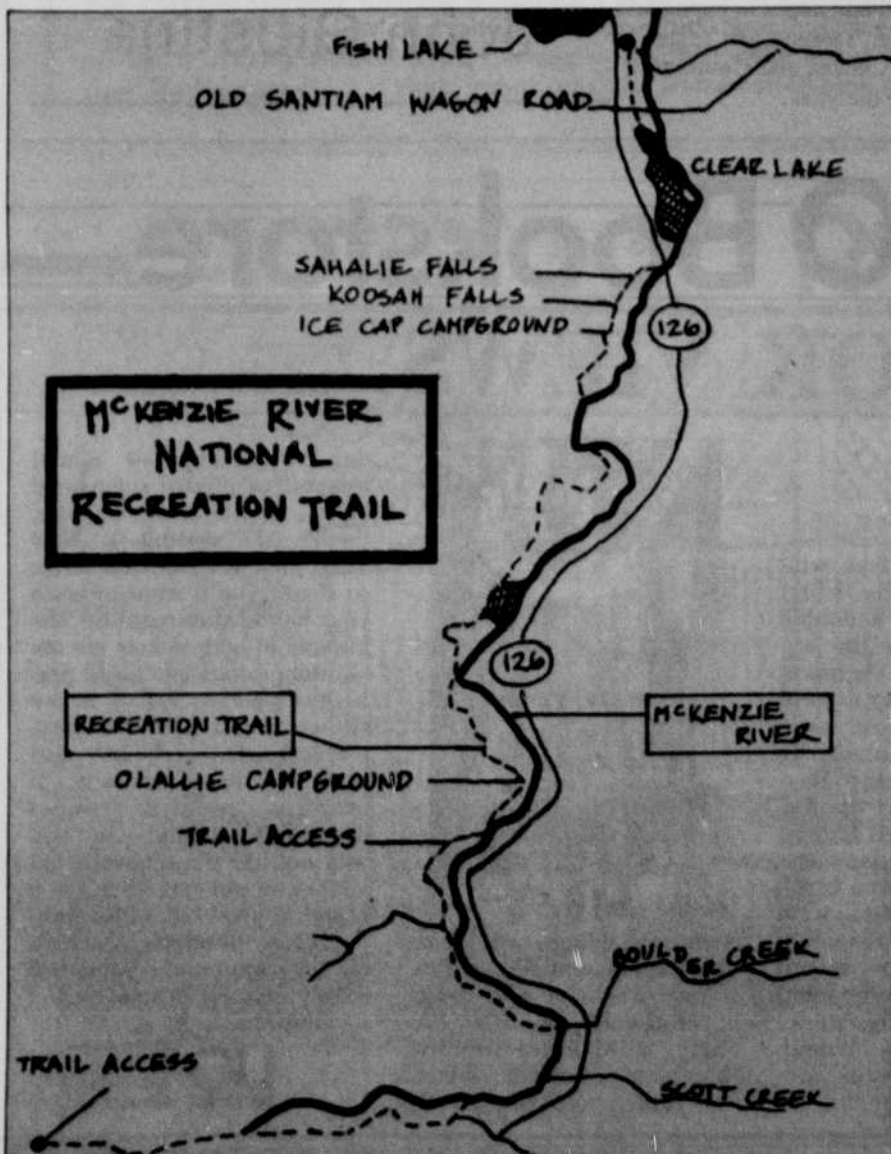 FISH LAKE
OLD SANTIAM WAGON ROAD
CLEAR LAKE
SAHALIE FALLS
KOOSAH FALLS
ICE CAP CAMPGROUND
126
McKENZIE RIVER
NATIONAL
RECREATION TRAIL
126
RECREATION TRAIL
McKENZIE
RIVER
OLALLIE CAMPGROUND
TRAIL ACCESS
BOULDER CREEK
TRAIL ACCESS
SCOTT CREEK